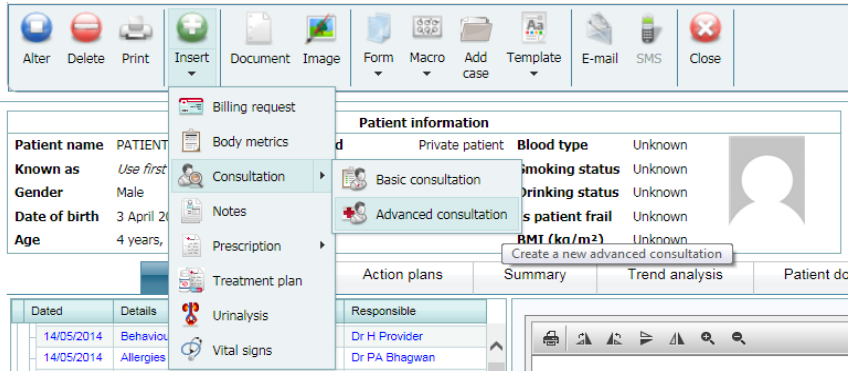 Alter Delete Print Insert Document Image Form Macro Add case Template E-mail SMS Close
Billing request
Body metrics
Consultation
Notes
Prescription
Treatment plan
Urinalysis
Vital signs
Basic consultation
Advanced consultation
Create a new advanced consultation
Patient information
Patient name PATIENT Private patient Blood type Unknown
Known as Use first Smoking status Unknown
Gender Male Drinking status Unknown
Date of birth 3 April 20 Is patient frail Unknown
Age 4 years, BMI (kg/m²) Unknown
Action plans Summary Trend analysis Patient do
Dated Details Responsible
14/05/2014 Behaviou Dr H Provider
14/05/2014 Allergies Dr PA Bhagwan